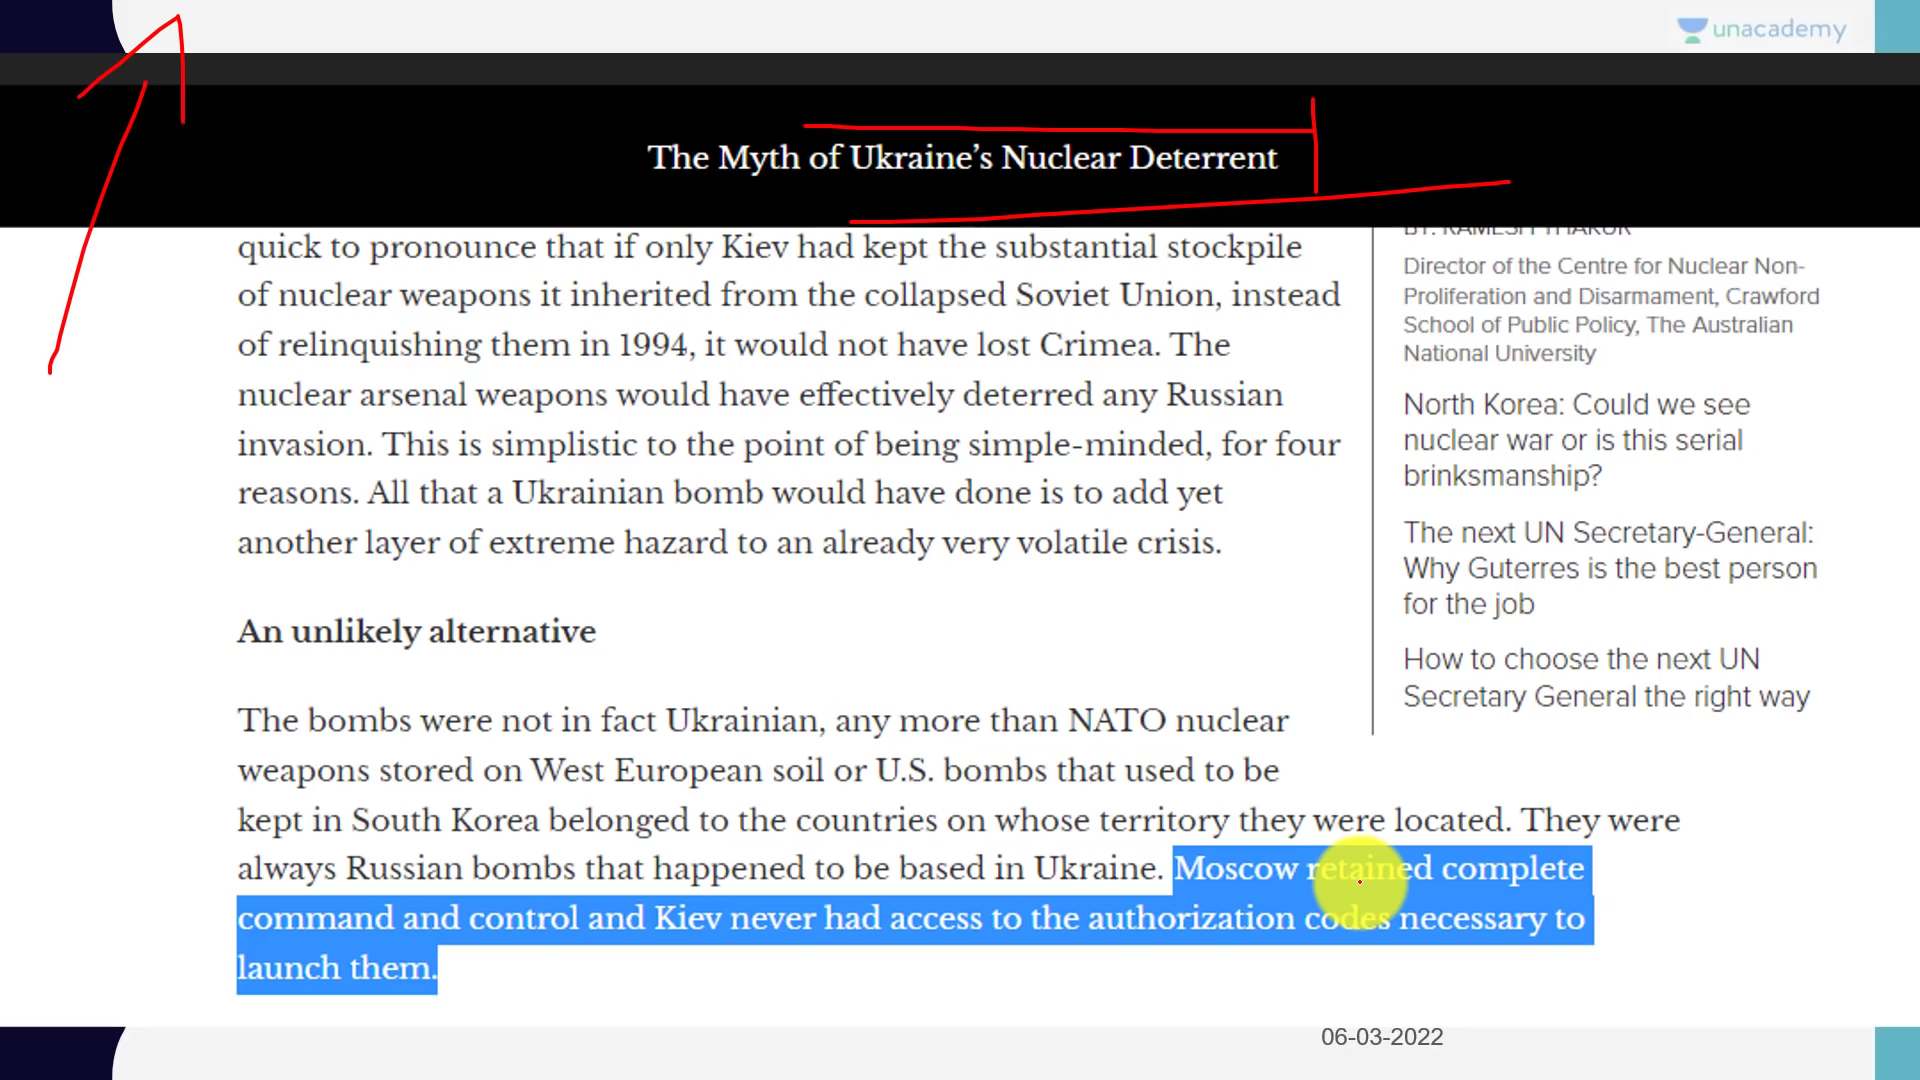 unacademy
The Myth of Ukraine's Nuclear Deterrent
quick to pronounce that if only Kiev had kept the substantial stockpile
of nuclear weapons it inherited from the collapsed Soviet Union, instead
of relinquishing them in 1994, it would not have lost Crimea. The
nuclear arsenal weapons would have effectively deterred any Russian
invasion. This is simplistic to the point of being simple-minded, for four
reasons. All that a Ukrainian bomb would have done is to add yet
another layer of extreme hazard to an already very volatile crisis.
An unlikely alternative
The bombs were not in fact Ukrainian, any more than NATO nuclear
weapons stored on West European soil or U.S. bombs that used to be
kept in South Korea belonged to the countries on whose territory they were located. They were
always Russian bombs that happened to be based in Ukraine. Moscow retained complete
command and control and Kiev never had access to the authorization codes necessary to
launch them.
BY: RAMESH THAKUR
Director of the Centre for Nuclear Non-
Proliferation and Disarmament, Crawford
School of Public Policy, The Australian
National University
North Korea: Could we see
nuclear war or is this serial
brinksmanship?
The next UN Secretary-General:
Why Guterres is the best person
for the job
How to choose the next UN
Secretary General the right way
06-03-2022